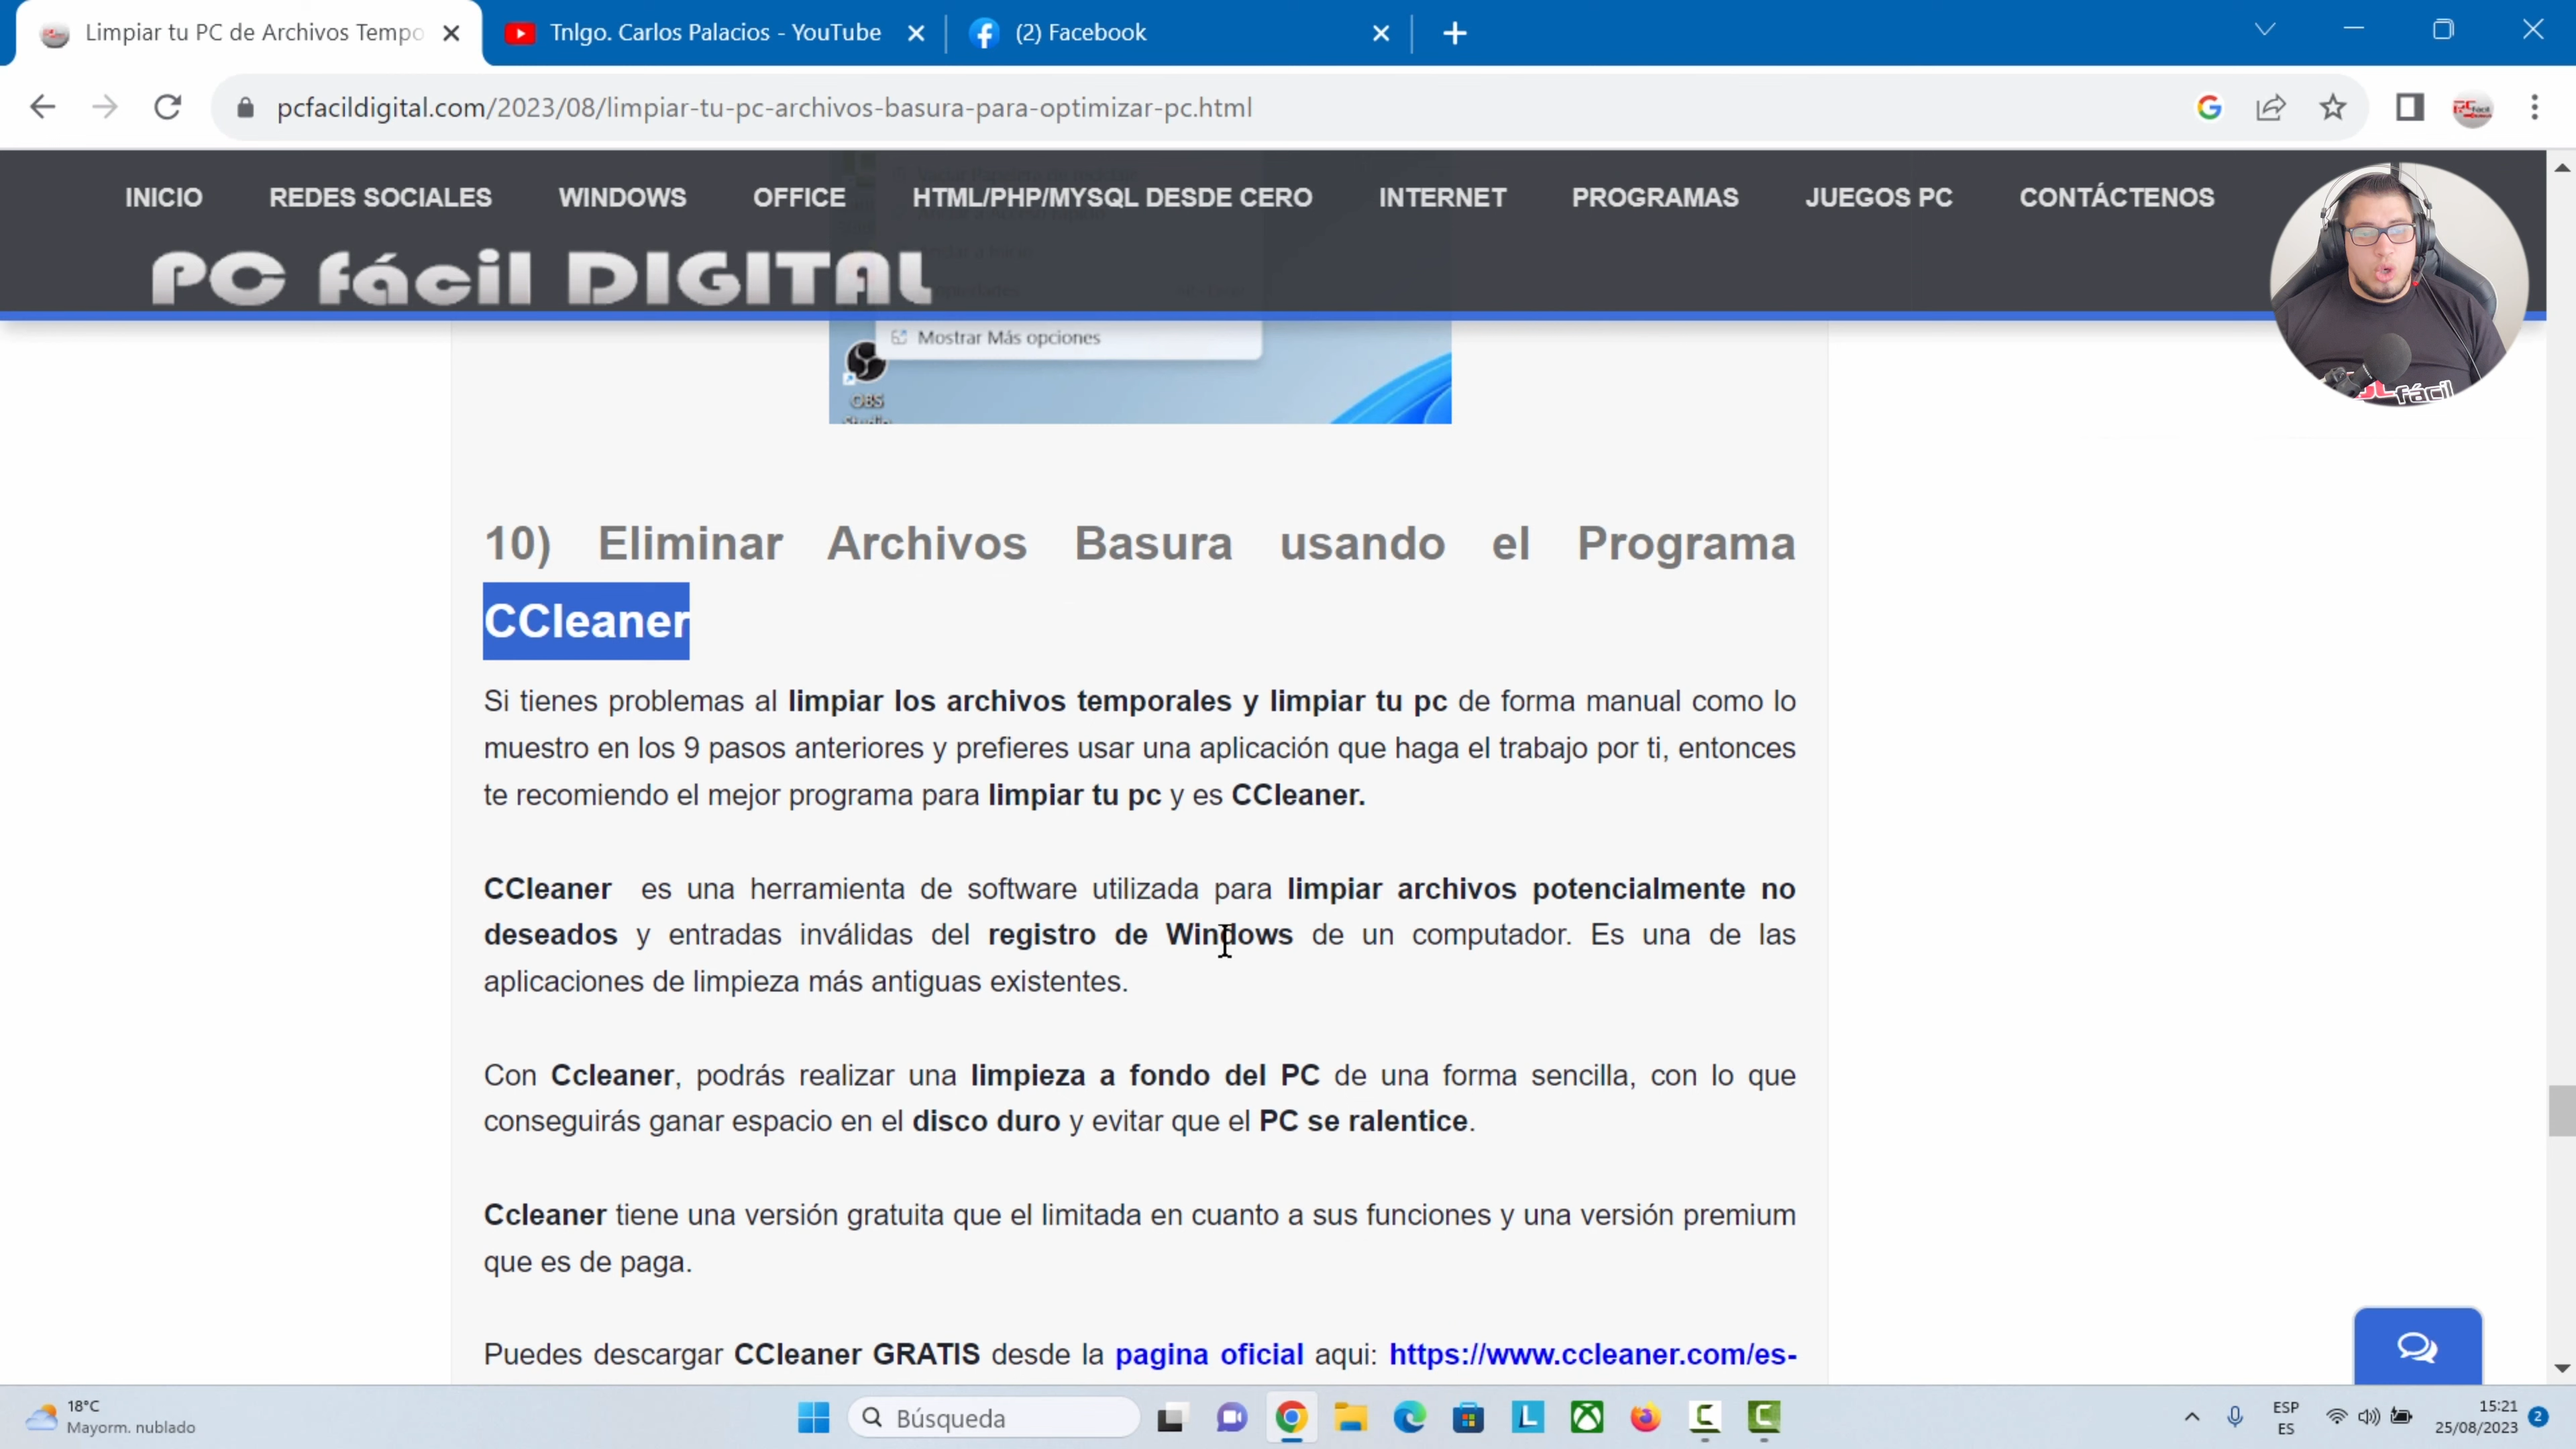 Limpiar tu PC de Archivos Tempo
Tnlgo. Carlos Palacios - YouTube
(2) Facebook
pcfacildigital.com/2023/08/limpiar-tu-pc-archivos-basura-para-optimizar-pc.html
INICIO REDES SOCIALES WINDOWS OFFICE HTML/PHP/MYSQL DESDE CERO INTERNET PROGRAMAS JUEGOS PC CONTÁCTENOS
PC fácil DIGITAL
Mostrar Más opciones
OBS
Studio
fácil
10) Eliminar Archivos Basura usando el Programa
CCleaner
Si tienes problemas al limpiar los archivos temporales y limpiar tu pc de forma manual como lo
muestro en los 9 pasos anteriores y prefieres usar una aplicación que haga el trabajo por ti, entonces
te recomiendo el mejor programa para limpiar tu pc y es CCleaner.
CCleaner es una herramienta de software utilizada para limpiar archivos potencialmente no
deseados y entradas inválidas del registro de Windows de un computador. Es una de las
aplicaciones de limpieza más antiguas existentes.
Con Ccleaner, podrás realizar una limpieza a fondo del PC de una forma sencilla, con lo que
conseguirás ganar espacio en el disco duro y evitar que el PC se ralentice.
Ccleaner tiene una versión gratuita que el limitada en cuanto a sus funciones y una versión premium
que es de paga.
Puedes descargar CCleaner GRATIS desde la pagina oficial aqui: https://www.ccleaner.com/es-
18°C
Mayorm. nublado
Búsqueda
ESP
ES
15:21
25/08/2023
2